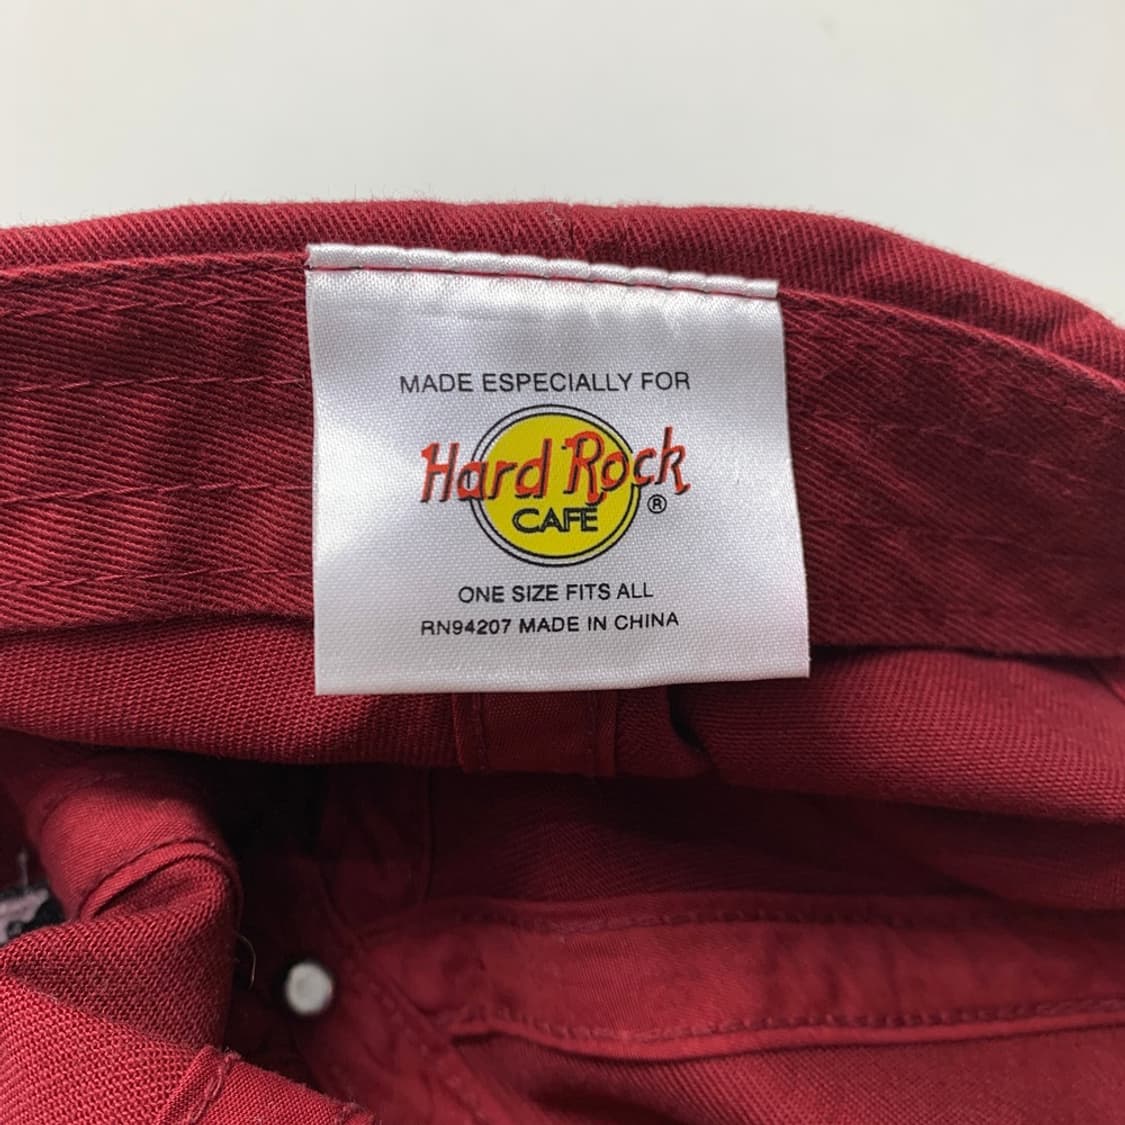 MADE ESPECIALLY FOR
Hard Rock
CAFE ®
ONE SIZE FITS ALL
RN94207 MADE IN CHINA